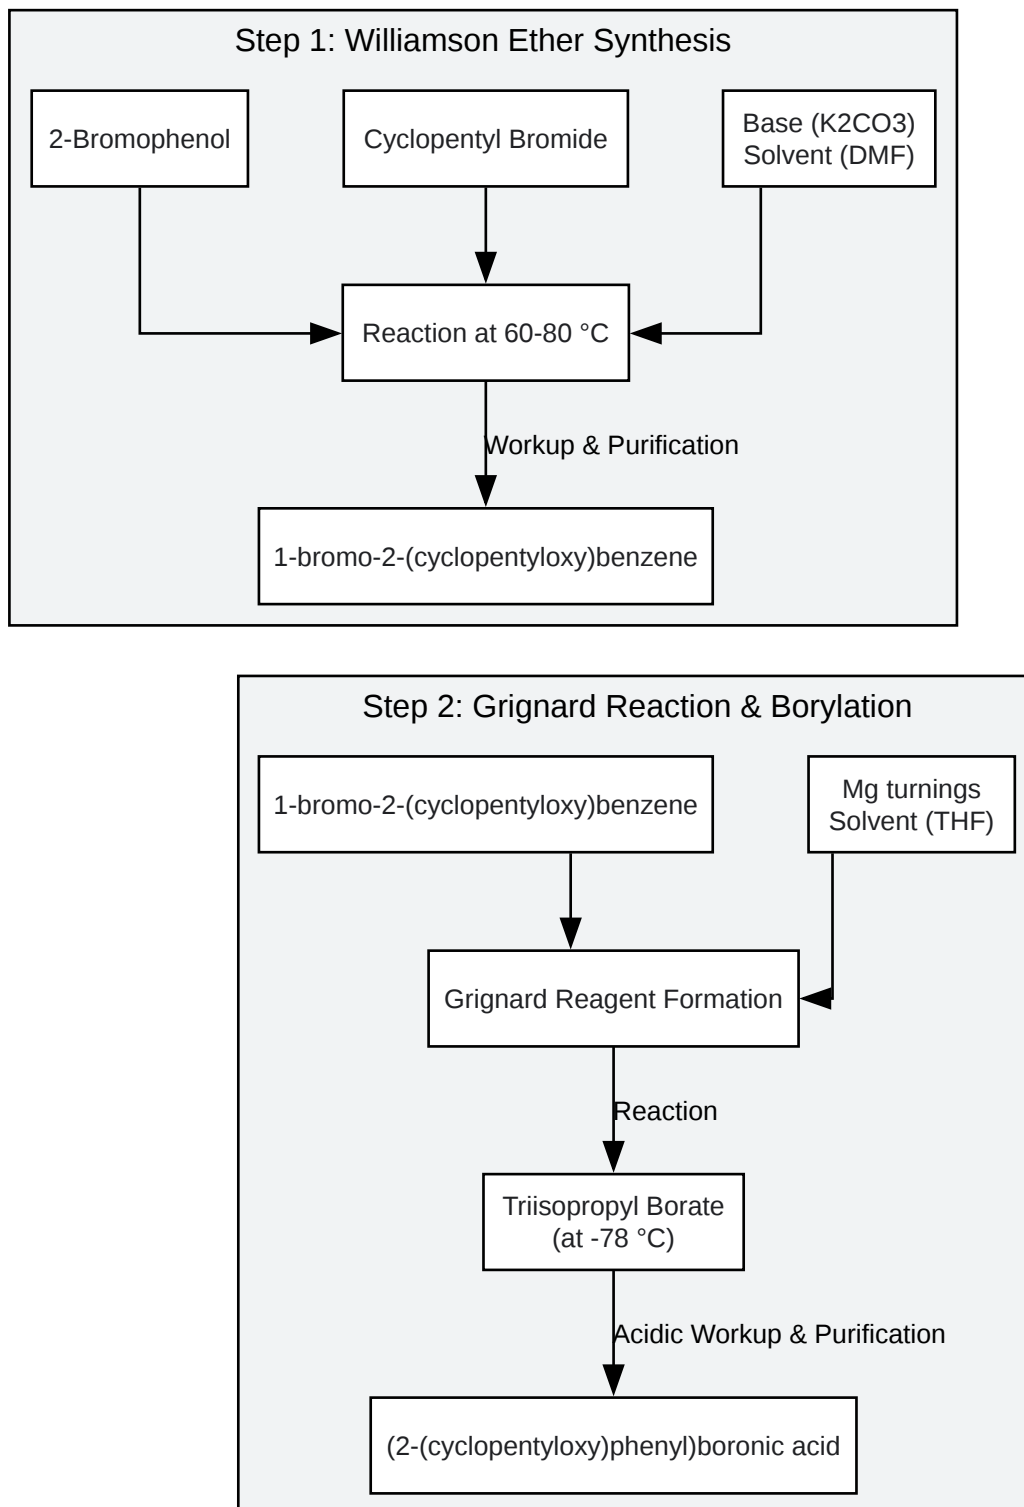 Step 1: Williamson Ether Synthesis
2-Bromophenol
Cyclopentyl Bromide
Base (K2CO3)
Solvent (DMF)
Reaction at 60-80 °C
Workup & Purification
1-bromo-2-(cyclopentyloxy)benzene
Step 2: Grignard Reaction & Borylation
1-bromo-2-(cyclopentyloxy)benzene
Mg turnings
Solvent (THF)
Grignard Reagent Formation
Reaction
Triisopropyl Borate
(at -78 °C)
Acidic Workup & Purification
(2-(cyclopentyloxy)phenyl)boronic acid